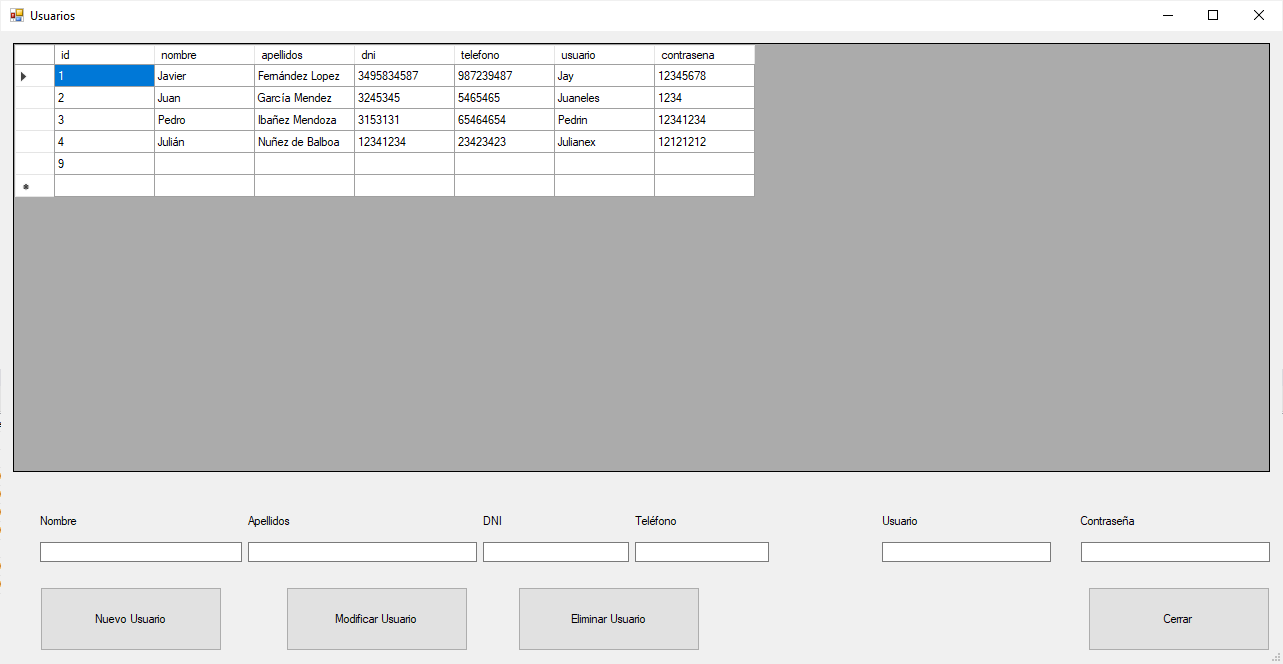 Usuarios
id nombre apellidos dni telefono usuario contrasena
1 Javier Fernández Lopez 3495834587 987239487 Jay 12345678
2 Juan García Mendez 3245345 5465465 Juaneles 1234
3 Pedro Ibañez Mendoza 3153131 65464654 Pedrin 12341234
4 Julián Nuñez de Balboa 12341234 23423423 Julianex 12121212
9
Nombre Apellidos DNI Teléfono Usuario Contraseña
Nuevo Usuario Modificar Usuario Eliminar Usuario Cerrar